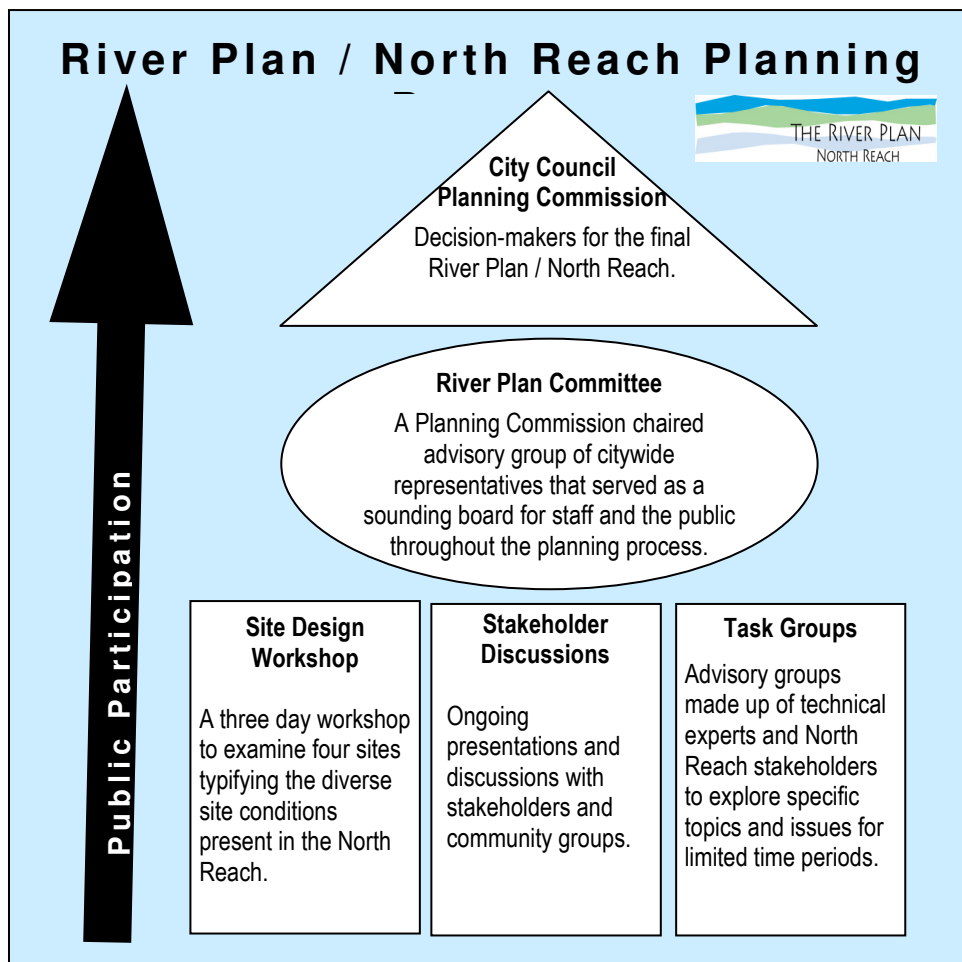 River Plan / North Reach Planning
THE RIVER PLAN
NORTH REACH
City Council
Planning Commission
Decision-makers for the final
River Plan / North Reach.
River Plan Committee
A Planning Commission chaired
advisory group of citywide
representatives that served as a
sounding board for staff and the public
throughout the planning process.
Public Participation
Site Design
Workshop
A three day workshop
to examine four sites
typifying the diverse
site conditions
present in the North
Reach.
Stakeholder
Discussions
Ongoing
presentations and
discussions with
stakeholders and
community groups.
Task Groups
Advisory groups
made up of technical
experts and North
Reach stakeholders
to explore specific
topics and issues for
limited time periods.